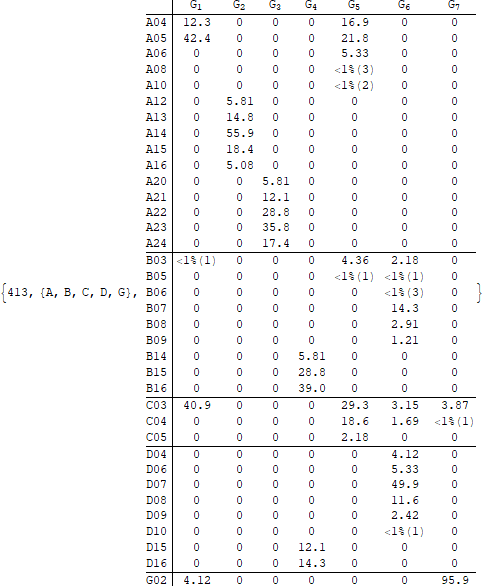 G1 G2 G3 G4 G5 G6 G7
A04 12.3 0 0 0 16.9 0 0
A05 42.4 0 0 0 21.8 0 0
A06 0 0 0 0 5.33 0 0
A08 0 0 0 0 <1%(3) 0 0
A10 0 0 0 0 <1%(2) 0 0
A12 0 5.81 0 0 0 0 0
A13 0 14.8 0 0 0 0 0
A14 0 55.9 0 0 0 0 0
A15 0 18.4 0 0 0 0 0
A16 0 5.08 0 0 0 0 0
A20 0 0 5.81 0 0 0 0
A21 0 0 12.1 0 0 0 0
A22 0 0 28.8 0 0 0 0
A23 0 0 35.8 0 0 0 0
A24 0 0 17.4 0 0 0 0
B03 <1%(1) 0 0 0 4.36 2.18 0
B05 0 0 0 0 <1%(1) <1%(1) 0
{413, {A, B, C, D, G}, B06 0 0 0 0 0 <1%(3) 0 }
B07 0 0 0 0 0 14.3 0
B08 0 0 0 0 0 2.91 0
B09 0 0 0 0 0 1.21 0
B14 0 0 0 5.81 0 0 0
B15 0 0 0 28.8 0 0 0
B16 0 0 0 39.0 0 0 0
C03 40.9 0 0 0 29.3 3.15 3.87
C04 0 0 0 0 18.6 1.69 <1%(1)
C05 0 0 0 0 2.18 0 0
D04 0 0 0 0 0 4.12 0
D06 0 0 0 0 0 5.33 0
D07 0 0 0 0 0 49.9 0
D08 0 0 0 0 0 11.6 0
D09 0 0 0 0 0 2.42 0
D10 0 0 0 0 0 <1%(1) 0
D15 0 0 0 12.1 0 0 0
D16 0 0 0 14.3 0 0 0
G02 4.12 0 0 0 0 0 95.9